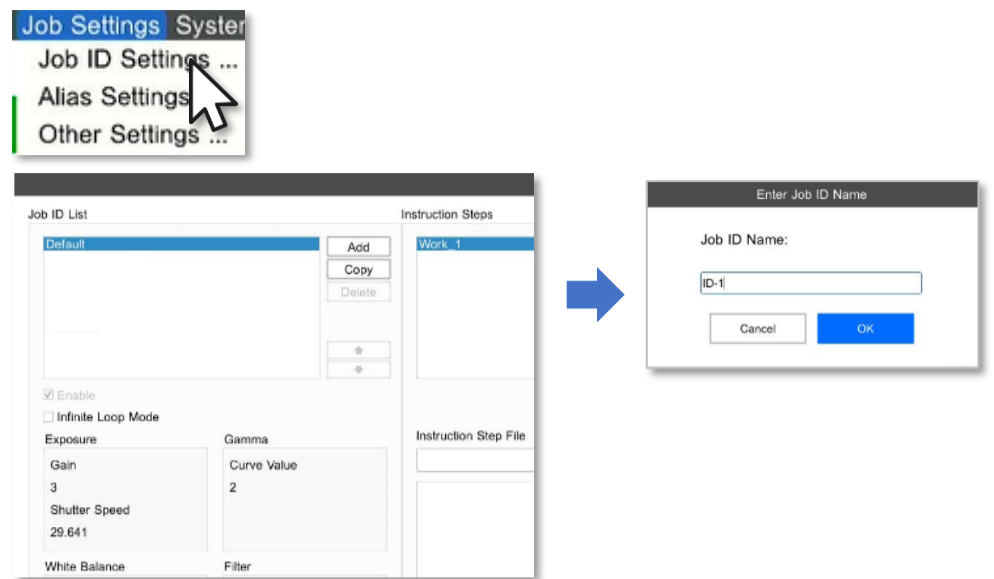 Job Settings System
Job ID Settings ...
Alias Settings
Other Settings ...
Job ID List
Instruction Steps
Default
Add
Work_1
Copy
Delete
Enable
Infinite Loop Mode
Exposure
Gamma
Instruction Step File
Gain
Curve Value
3
2
Shutter Speed
29.641
White Balance
Filter
Enter Job ID Name
Job ID Name:
ID-1
Cancel
OK